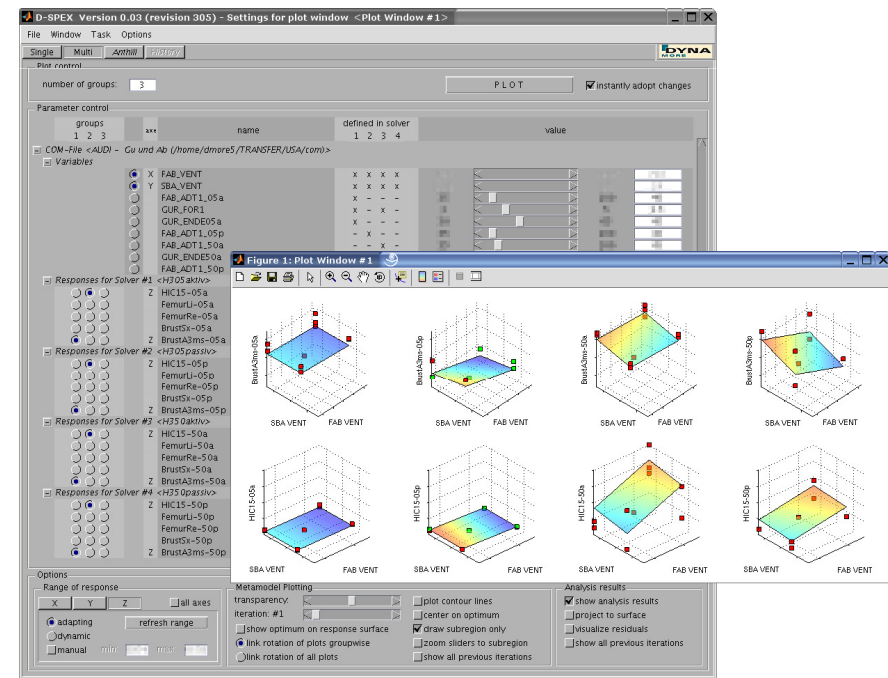 D-SPEX Version 0.03 (revision 305) - Settings for plot window <Plot Window #1>
File Window Task Options
Single Multi Anthill History
DYNA
MORE
Plot control
number of groups: 3 PLOT instantly adopt changes
Parameter control
groups axe name defined in solver value
1 2 3 1 2 3 4
COM-File <AUDI - Gu und Ab (/home/dmore5/TRANSFER/USA/com)>
Variables
X FAB_VENT x x x x
Y SBA_VENT x x x x
FAB_ADT1_05a x - - -
GUR_FOR1 x - x -
GUR_ENDE05a x - - -
FAB_ADT1_05p - x - -
FAB_ADT1_50a - - x -
GUR_ENDE50a
FAB_ADT1_50p
Responses for Solver #1 <H305aktiv>
Z HIC15-05a
FemurLi-05a
FemurRe-05a
BrustSx-05a
Z BrustA3ms-05a
Responses for Solver #2 <H305passiv>
Z HIC15-05p
FemurLi-05p
FemurRe-05p
BrustSx-05p
Z BrustA3ms-05p
Responses for Solver #3 <H350aktiv>
Z HIC15-50a
FemurLi-50a
FemurRe-50a
BrustSx-50a
Z BrustA3ms-50a
Responses for Solver #4 <H350passiv>
Z HIC15-50p
FemurLi-50p
FemurRe-50p
BrustSx-50p
Z BrustA3ms-50p
Figure 1: Plot Window #1
BrustA3ms-05a
SBA VENT FAB VENT
BrustA3ms-05p
SBA VENT FAB VENT
BrustA3ms-50a
SBA VENT FAB VENT
BrustA3ms-50p
SBA VENT FAB VENT
HIC15-05a
SBA VENT FAB VENT
HIC15-05p
SBA VENT FAB VENT
HIC15-50a
SBA VENT FAB VENT
HIC15-50p
SBA VENT FAB VENT
Options
Range of response
X Y Z all axes
adapting refresh range
dynamic
manual min max
Metamodel Plotting
transparency:
iteration: #1
show optimum on response surface
link rotation of plots groupwise
link rotation of all plots
plot contour lines
center on optimum
draw subregion only
zoom sliders to subregion
show all previous iterations
Analysis results
show analysis results
project to surface
visualize residuals
show all previous iterations